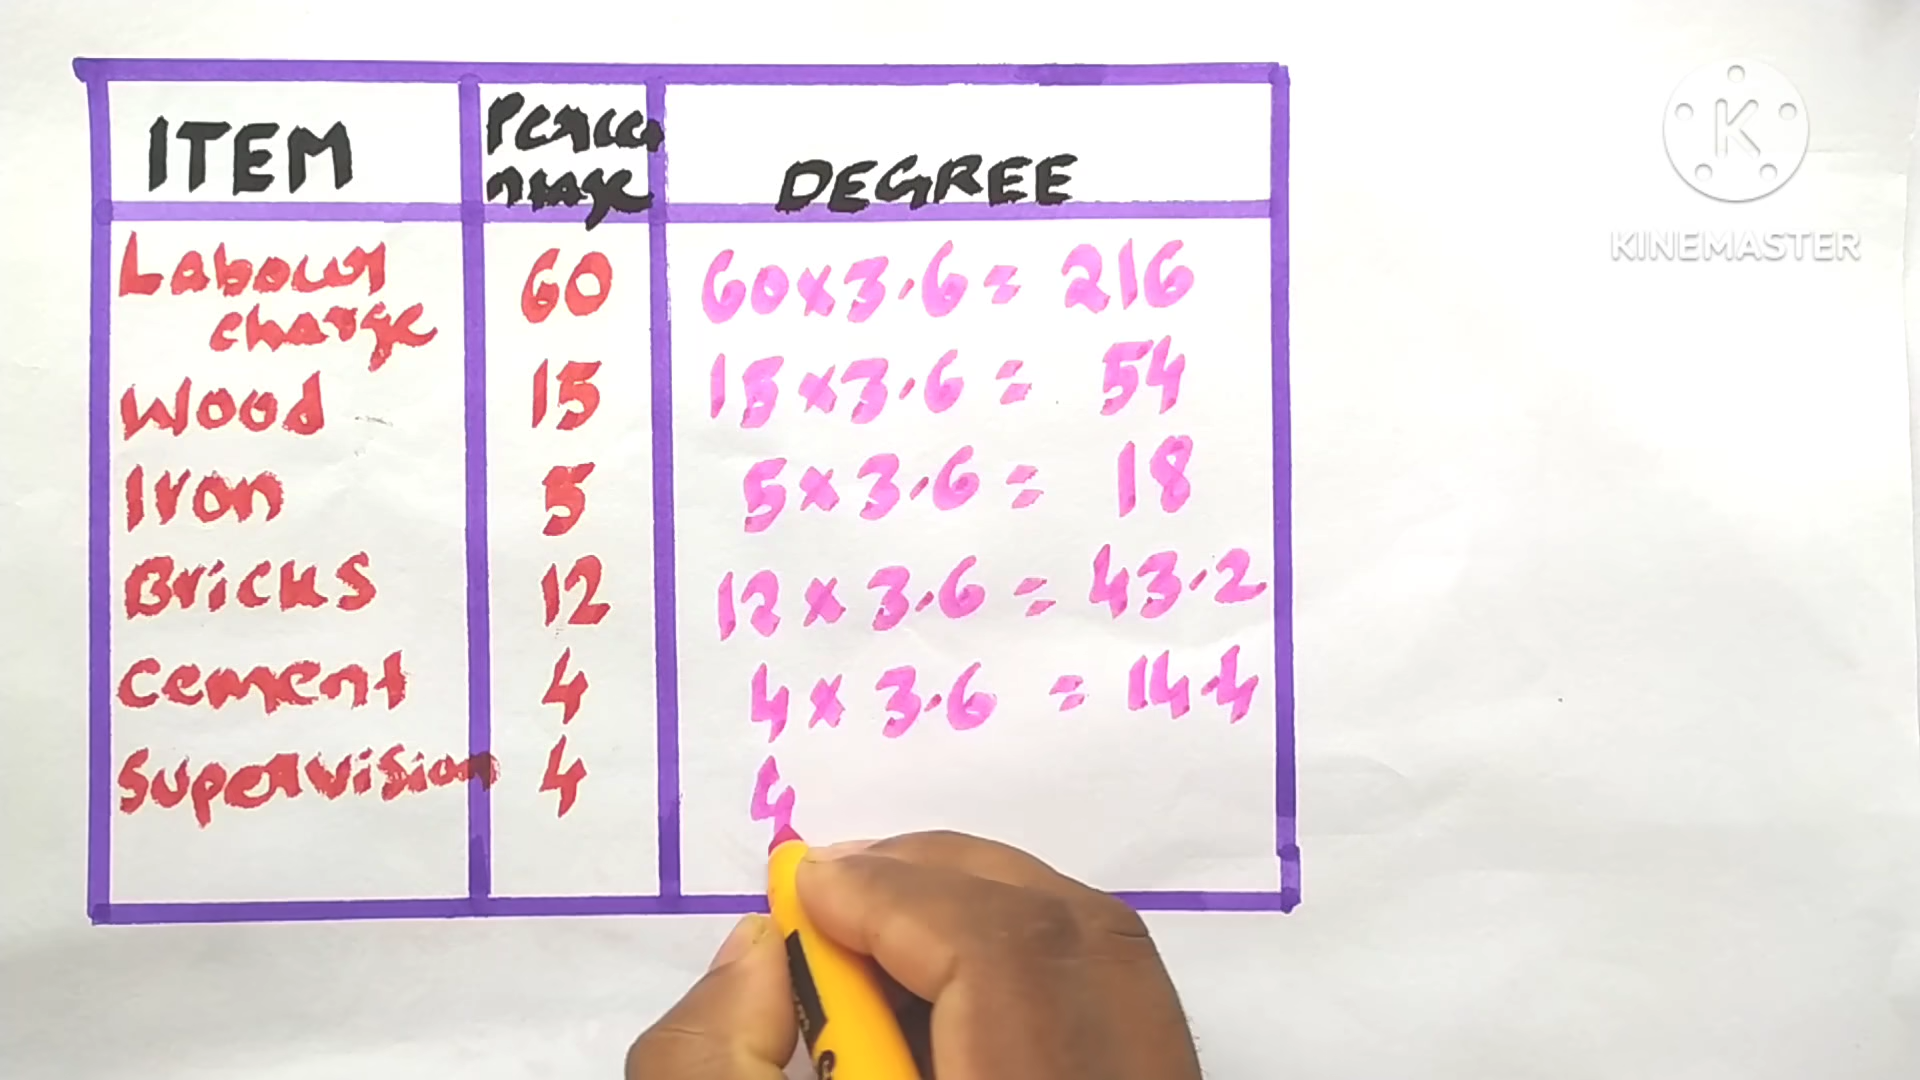 ITEM Percentage DEGREE
Labour charge 60 60×3.6= 216
Wood 15 15×3.6= 54
Iron 5 5×3.6= 18
Bricks 12 12×3.6= 43.2
Cement 4 4×3.6 = 14.4
Supervision 4 4
K
KINEMASTER